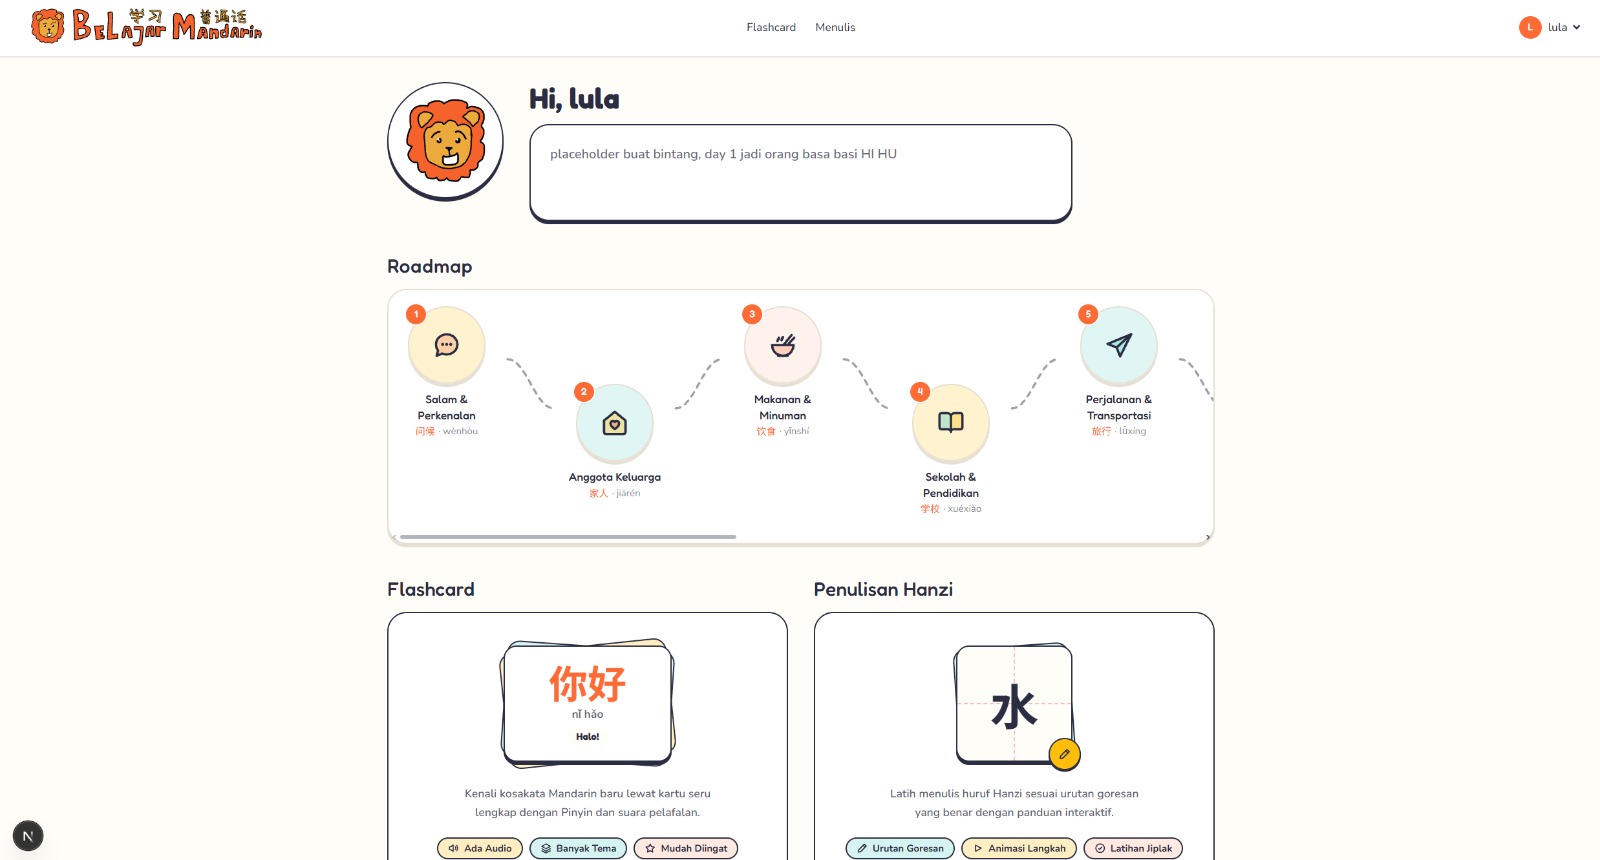 学习 普通话
BeLajar Mandarin
Flashcard Menulis
L lula
Hi, lula
placeholder buat bintang, day 1 jadi orang basa basi HI HU
Roadmap
1
Salam &
Perkenalan
问候 · wènhòu
2
Anggota Keluarga
家人 · jiārén
3
Makanan &
Minuman
饮食 · yǐnshí
4
Sekolah &
Pendidikan
学校 · xuéxiào
5
Perjalanan &
Transportasi
旅行 · lǚxíng
Flashcard
你好
nǐ hǎo
Halo!
Kenali kosakata Mandarin baru lewat kartu seru
lengkap dengan Pinyin dan suara pelafalan.
Ada Audio Banyak Tema Mudah Diingat
Penulisan Hanzi
水
Latih menulis huruf Hanzi sesuai urutan goresan
yang benar dengan panduan interaktif.
Urutan Goresan Animasi Langkah Latihan Jiplak
N